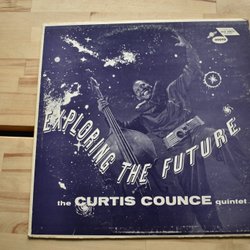 EXPLORING THE FUTURE
the CURTIS COUNCE quintet